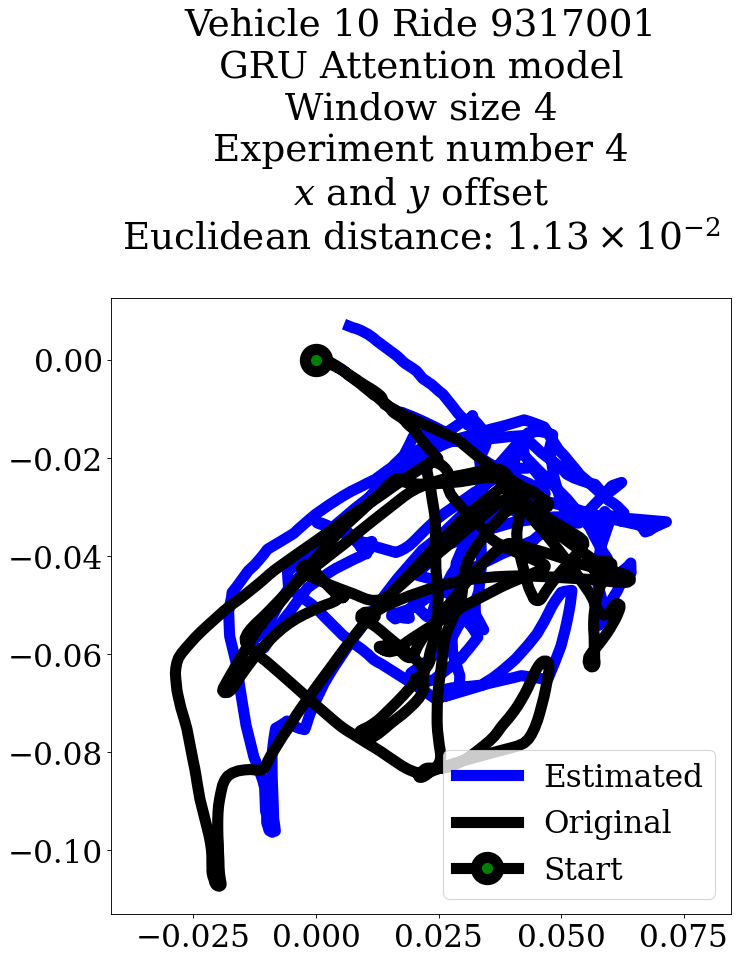 Vehicle 10 Ride 9317001
GRU Attention model
Window size 4
Experiment number 4
x and y offset
Euclidean distance: 1.13 × 10⁻²
0.00
−0.02
−0.04
−0.06
−0.08
−0.10
Estimated
Original
Start
−0.025 0.000 0.025 0.050 0.075